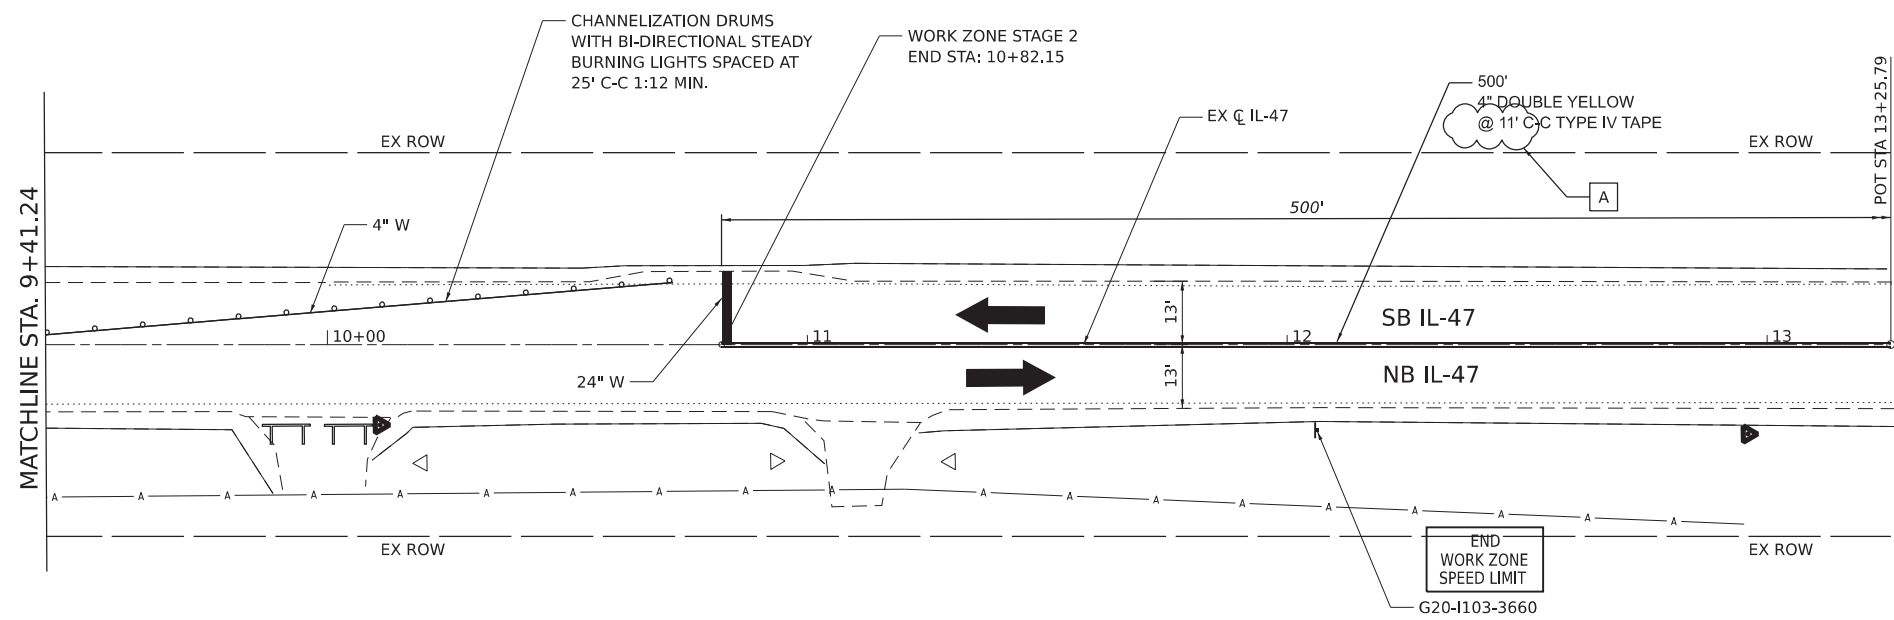 CHANNELIZATION DRUMS
WITH BI-DIRECTIONAL STEADY
BURNING LIGHTS SPACED AT
25' C-C 1:12 MIN.
WORK ZONE STAGE 2
END STA: 10+82.15
500'
4" DOUBLE YELLOW
@ 11' C-C TYPE IV TAPE
EX ℄ IL-47
POT STA 13+25.79
EX ROW
EX ROW
A
MATCHLINE STA. 9+41.24
4" W
500'
13'
SB IL-47
10+00
11
12
13
24" W
13'
NB IL-47
A A A A A A A A A A A A A A A A A A A A
EX ROW
END
WORK ZONE
SPEED LIMIT
EX ROW
G20-I103-3660